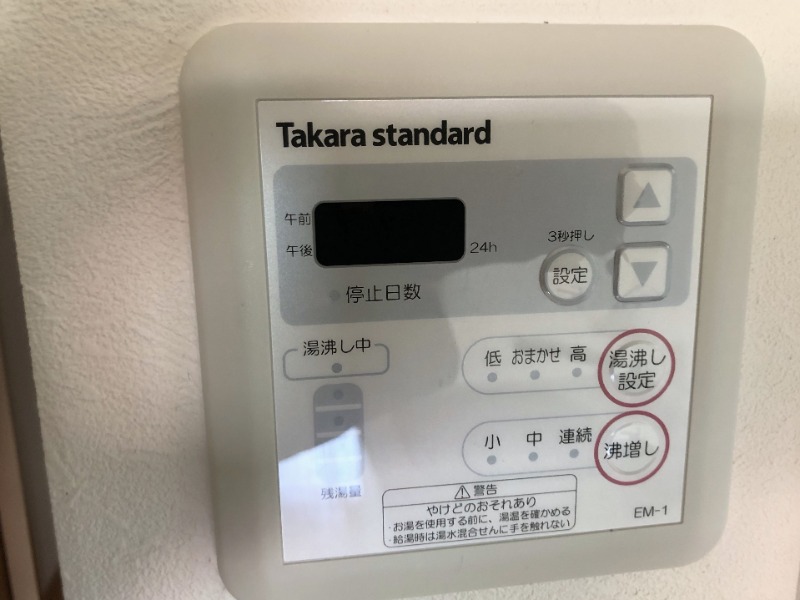 Takara standard
午前
午後
24h
3秒押し
設定
停止日数
湯沸し中
低 おまかせ 高
湯沸し
設定
小 中 連続
沸増し
残湯量
警告
やけどのおそれあり
・お湯を使用する前に、湯温を確かめる
・給湯時は湯水混合せんに手を触れない
EM-1